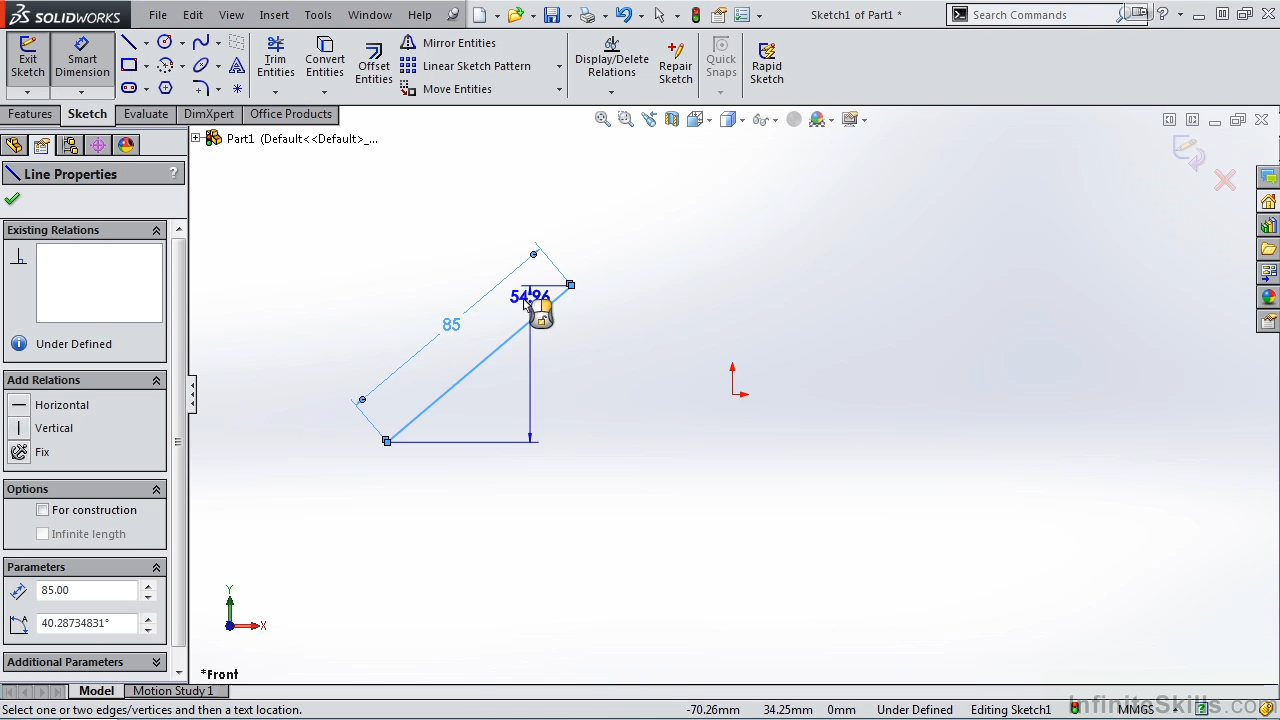 SOLIDWORKS
File Edit View Insert Tools Window Help
Sketch1 of Part1 *
Search Commands
Exit Sketch
Smart Dimension
Trim Entities
Convert Entities
Offset Entities
Mirror Entities
Linear Sketch Pattern
Move Entities
Display/Delete Relations
Repair Sketch
Quick Snaps
Rapid Sketch
Features Sketch Evaluate DimXpert Office Products
Part1 (Default<<Default>_...
Line Properties ?
Existing Relations
Under Defined
Add Relations
Horizontal
Vertical
Fix
Options
For construction
Infinite length
Parameters
85.00
40.28734831°
Additional Parameters
85
54.96
Y
X
*Front
Model Motion Study 1
InfiniteSkills.com
Select one or two edges/vertices and then a text location.
-70.26mm 34.25mm 0mm Under Defined Editing Sketch1 MMGS